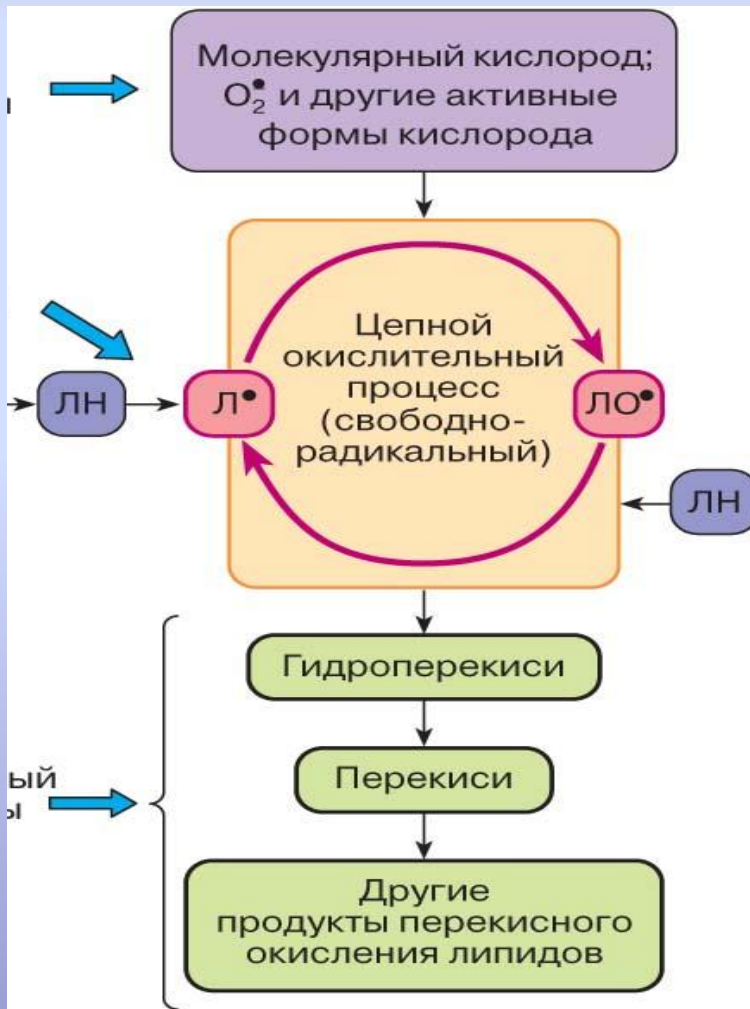 Молекулярный кислород;
O₂• и другие активные
формы кислорода
Цепной
окислительный
процесс
(свободно-
радикальный)
ЛН
Л•
ЛО•
ЛН
Гидроперекиси
ый
ы
Перекиси
Другие
продукты перекисного
окисления липидов